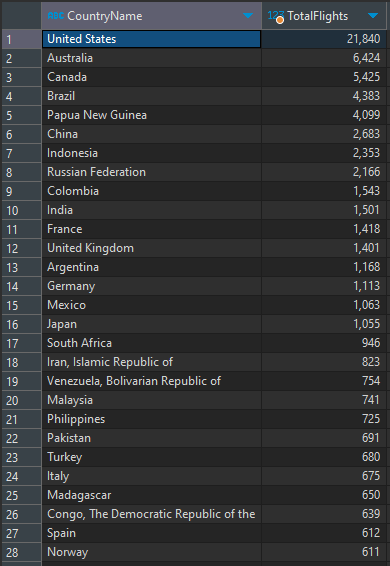 ABC CountryName 123 TotalFlights
1 United States 21,840
2 Australia 6,424
3 Canada 5,425
4 Brazil 4,383
5 Papua New Guinea 4,099
6 China 2,683
7 Indonesia 2,353
8 Russian Federation 2,166
9 Colombia 1,543
10 India 1,501
11 France 1,418
12 United Kingdom 1,401
13 Argentina 1,168
14 Germany 1,113
15 Mexico 1,063
16 Japan 1,055
17 South Africa 946
18 Iran, Islamic Republic of 823
19 Venezuela, Bolivarian Republic of 754
20 Malaysia 741
21 Philippines 725
22 Pakistan 691
23 Turkey 680
24 Italy 675
25 Madagascar 650
26 Congo, The Democratic Republic of the 639
27 Spain 612
28 Norway 611